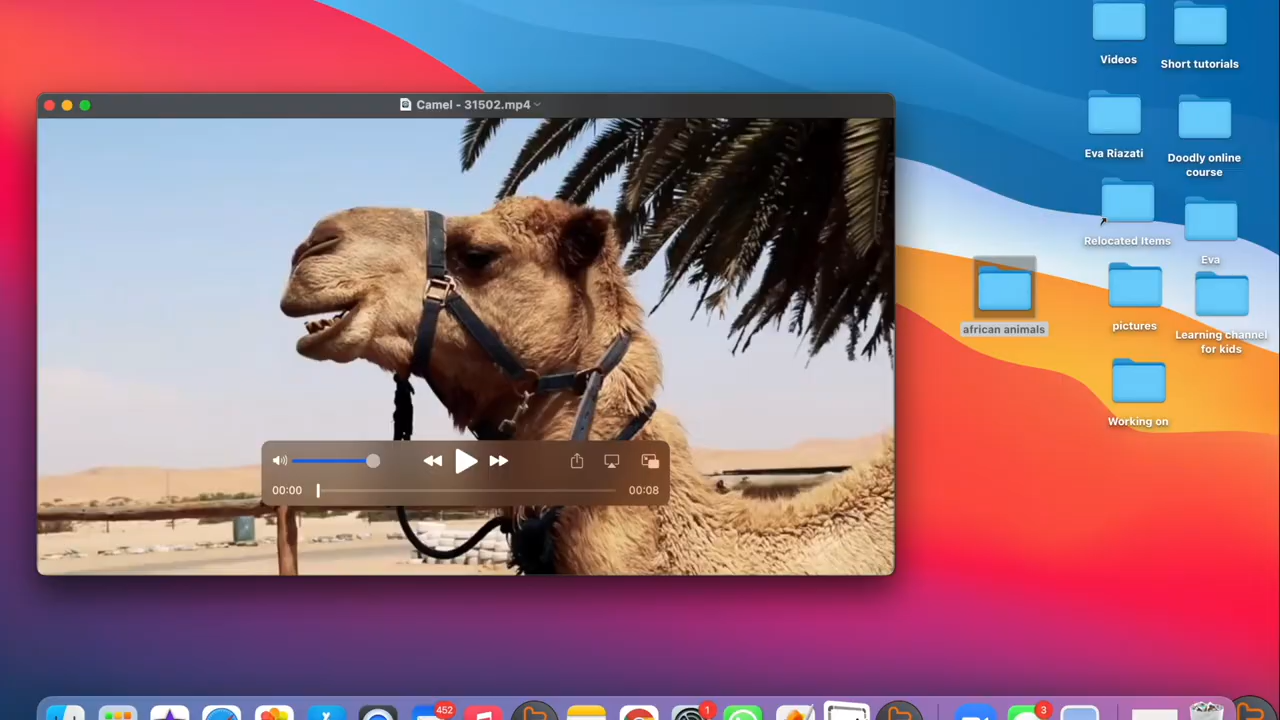 Camel - 31502.mp4
00:00
00:08
Videos
Short tutorials
Eva Riazati
Doodly online
course
Relocated Items
Eva
african animals
pictures
Learning channel
for kids
Working on
452
1
3